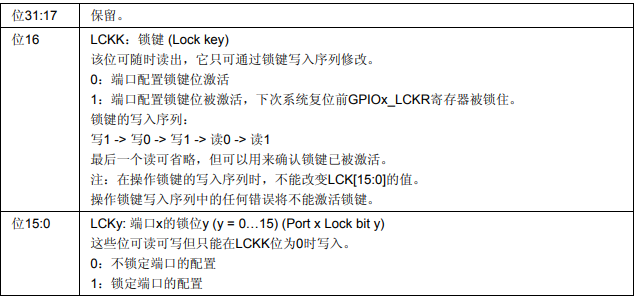 位31:17 保留。
位16 LCKK：锁键 (Lock key)
该位可随时读出，它只可通过锁键写入序列修改。
0：端口配置锁键位激活
1：端口配置锁键位被激活，下次系统复位前GPIOx_LCKR寄存器被锁住。
锁键的写入序列：
写1 -> 写0 -> 写1 -> 读0 -> 读1
最后一个读可省略，但可以用来确认锁键已被激活。
注：在操作锁键的写入序列时，不能改变LCK[15:0]的值。
操作锁键写入序列中的任何错误将不能激活锁键。
位15:0 LCKy: 端口x的锁位y (y = 0…15) (Port x Lock bit y)
这些位可读可写但只能在LCKK位为0时写入。
0：不锁定端口的配置
1：锁定端口的配置